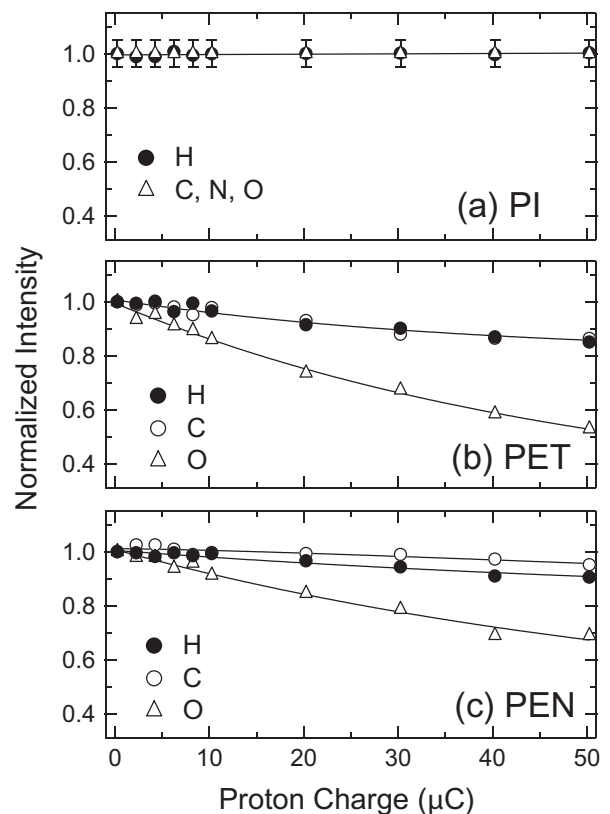 Normalized Intensity
1.0
0.8
0.6
0.4
H
C, N, O
(a) PI
1.0
0.8
0.6
0.4
H
C
O
(b) PET
1.0
0.8
0.6
0.4
H
C
O
(c) PEN
0 10 20 30 40 50
Proton Charge (μC)